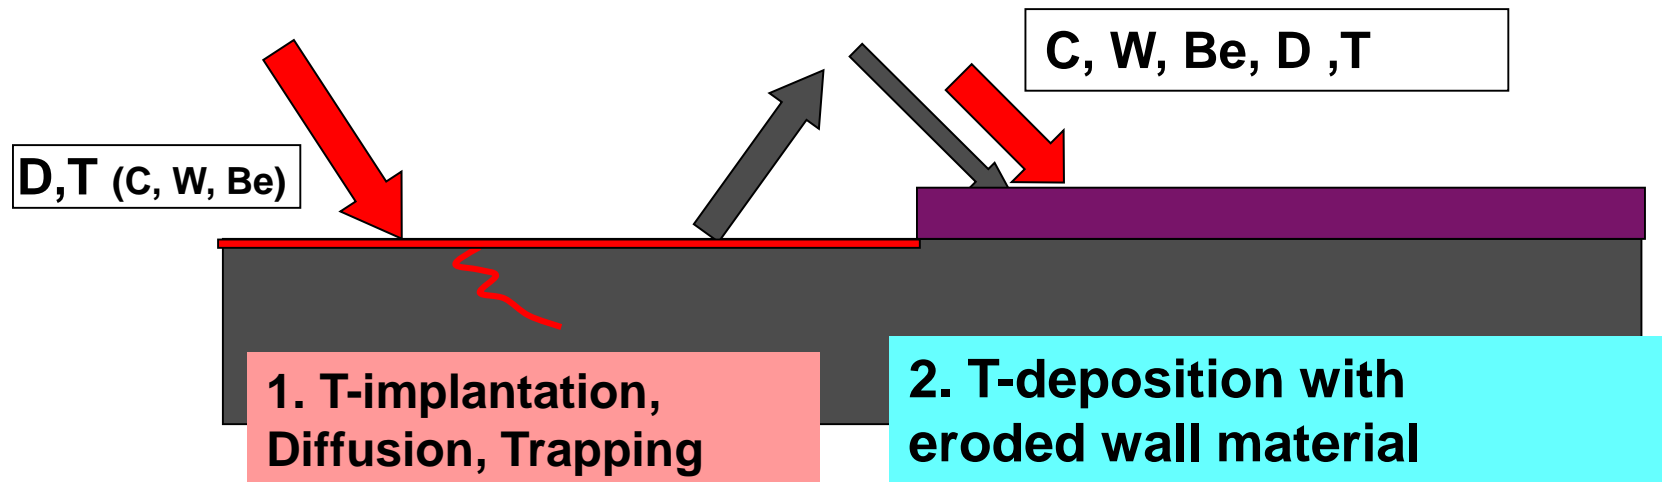 C, W, Be, D ,T
D,T (C, W, Be)
1. T-implantation,
Diffusion, Trapping
2. T-deposition with
eroded wall material